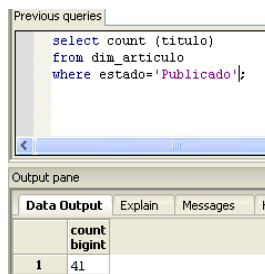 Previous queries
select count (titulo)
from dim_articulo
where estado='Publicado';
Output pane
Data Output Explain Messages
count
bigint
1 41